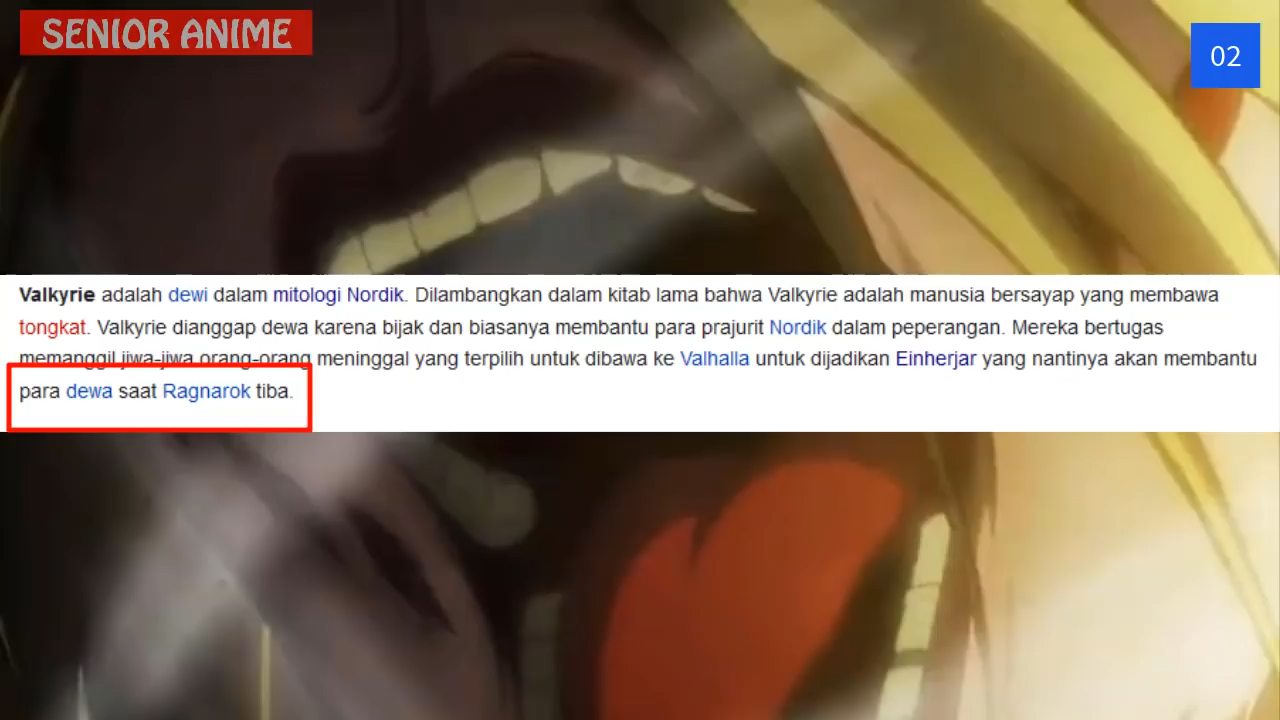 SENIOR ANIME
02
Valkyrie adalah dewi dalam mitologi Nordik. Dilambangkan dalam kitab lama bahwa Valkyrie adalah manusia bersayap yang membawa
tongkat. Valkyrie dianggap dewa karena bijak dan biasanya membantu para prajurit Nordik dalam peperangan. Mereka bertugas
memanggil jiwa-jiwa orang-orang meninggal yang terpilih untuk dibawa ke Valhalla untuk dijadikan Einherjar yang nantinya akan membantu
para dewa saat Ragnarok tiba.